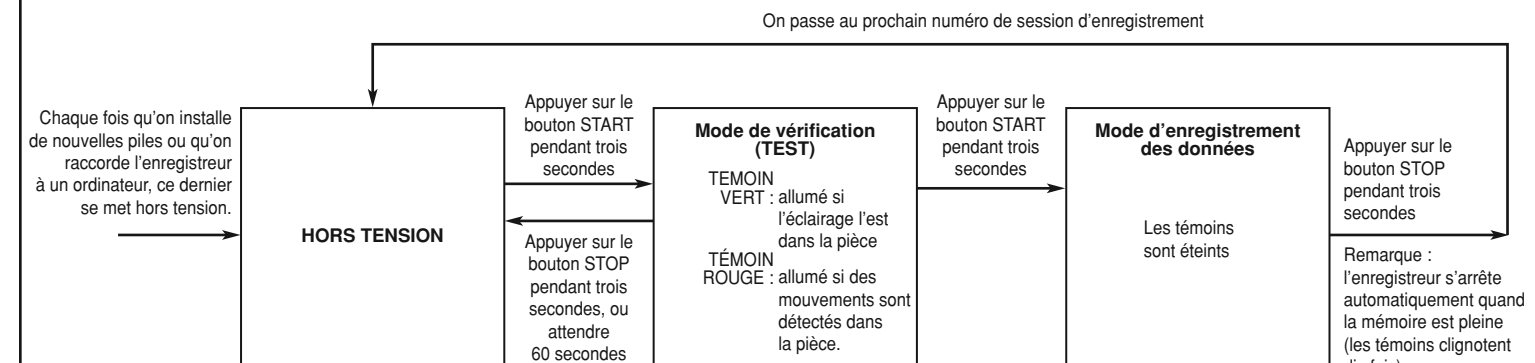 On passe au prochain numéro de session d’enregistrement
Chaque fois qu’on installe
de nouvelles piles ou qu’on
raccorde l’enregistreur
à un ordinateur, ce dernier
se met hors tension.
HORS TENSION
Appuyer sur le
bouton START
pendant trois
secondes
Appuyer sur le
bouton STOP
pendant trois
secondes, ou
attendre
60 secondes
Mode de vérification
(TEST)
TEMOIN
VERT : allumé si
l’éclairage l’est
dans la pièce
TÉMOIN
ROUGE : allumé si des
mouvements sont
détectés dans
la pièce.
Appuyer sur le
bouton START
pendant trois
secondes
Mode d’enregistrement
des données
Les témoins
sont éteints
Appuyer sur le
bouton STOP
pendant trois
secondes
Remarque :
l’enregistreur s’arrête
automatiquement quand
la mémoire est pleine
(les témoins clignotent